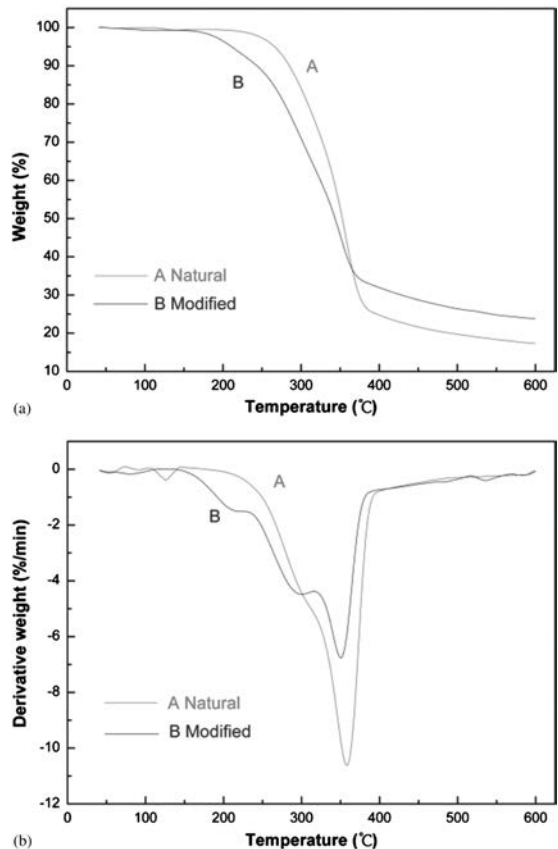 100
90
80
70
60
50
40
30
20
10
Weight (%)
A
B
A Natural
B Modified
0 100 200 300 400 500 600
(a)
Temperature (℃)
0
-2
-4
-6
-8
-10
-12
Derivative weight (%/min)
A
B
A Natural
B Modified
0 100 200 300 400 500 600
(b)
Temperature (℃)